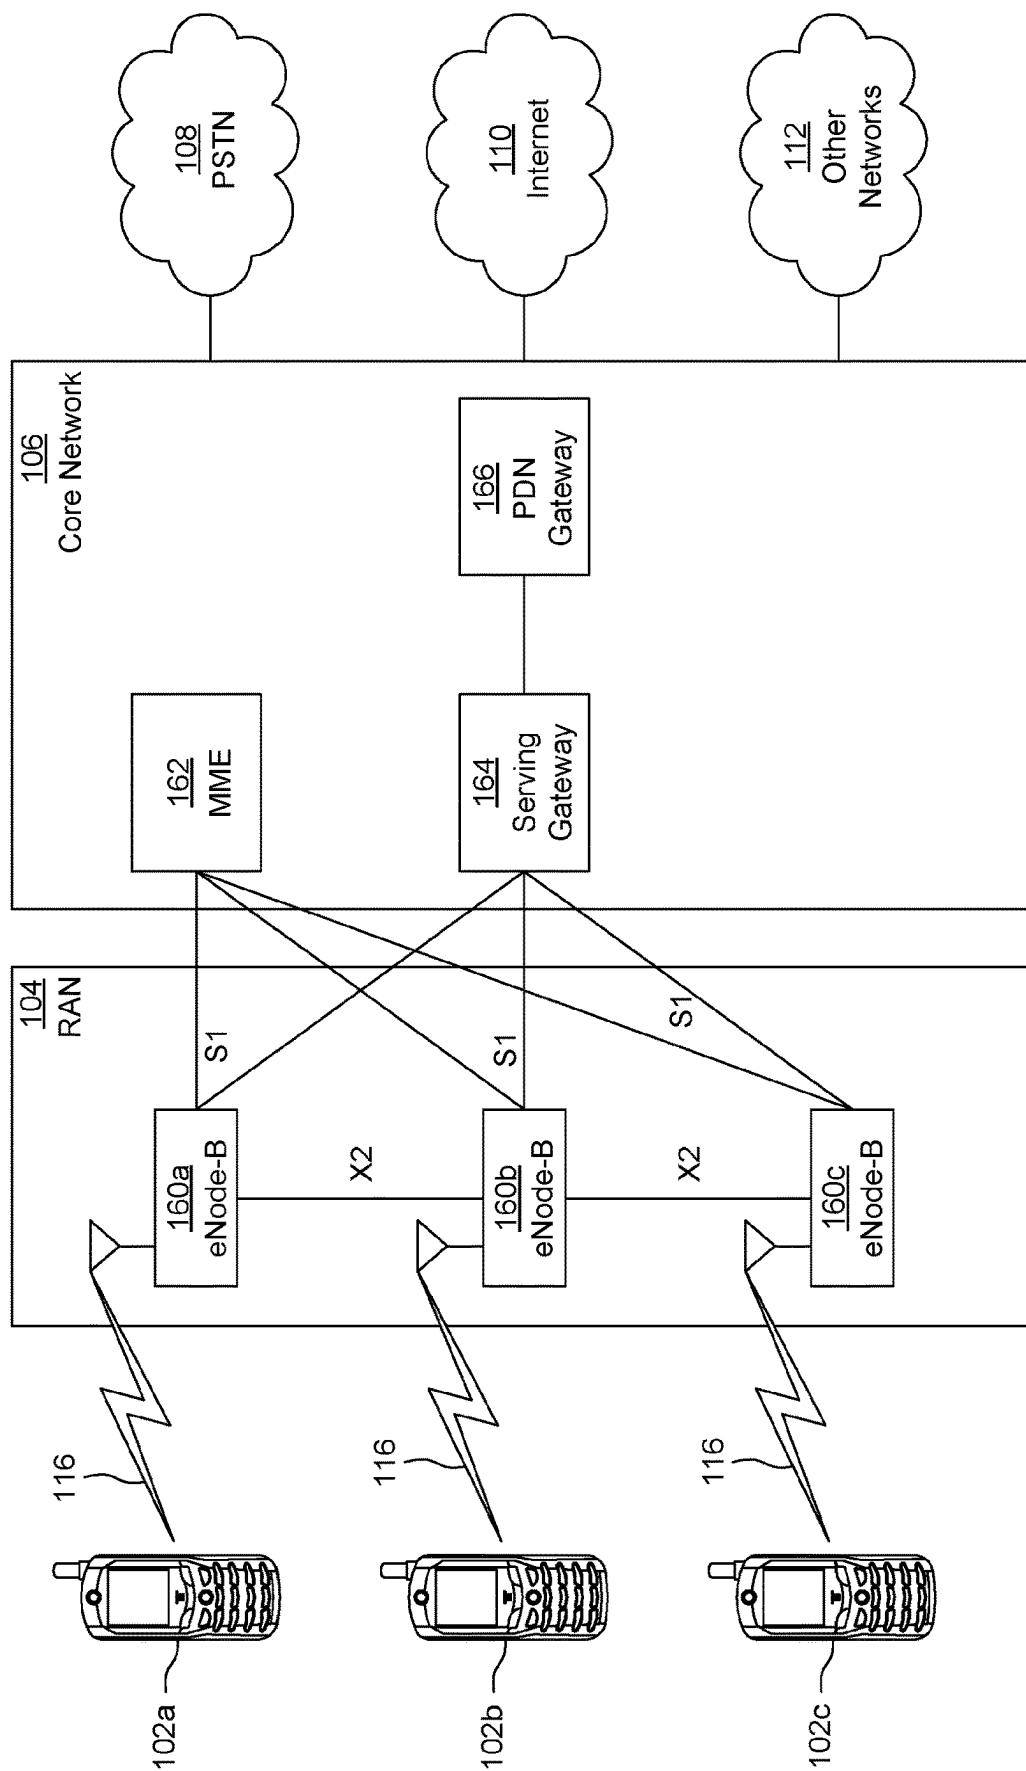 108
PSTN
110
Internet
112
Other
Networks
106
Core Network
166
PDN
Gateway
162
MME
164
Serving
Gateway
104
RAN
S1
S1
S1
160a
eNode-B
X2
160b
eNode-B
X2
160c
eNode-B
116
116
116
102a
102b
102c